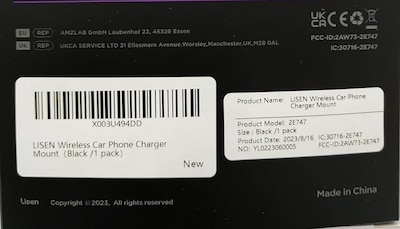 UK CA CE
FCC-ID:2AW73-2E747
IC:30716-2E747
EU REP AMZLAB GmbH Laubenhof 23, 45326 Essen
UK REP UKCA SERVICE LTD 21 Ellesmere Avenue,Worsley,Manchester,UK,M28 0AL
X003U494DD
LISEN Wireless Car Phone Charger
Mount (Black /1 pack)
New
Product Name: LISEN Wireless Car Phone
Charger Mount
Product Model: 2E747
Size : Black /1 pack
Product Date : 2023/8/16 IC:30716-2E747
NO: YL0223060005 FCC-ID:2AW73-2E747
Lisen Copyright © 2023, All rights reserved
Made in China